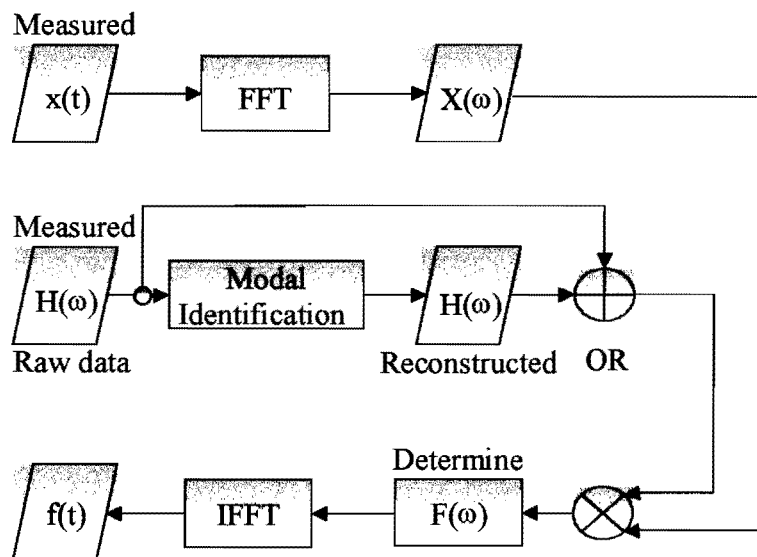 Measured
x(t)
FFT
X(ω)
Measured
H(ω)
Modal
Identification
H(ω)
Raw data
Reconstructed
OR
Determine
f(t)
IFFT
F(ω)